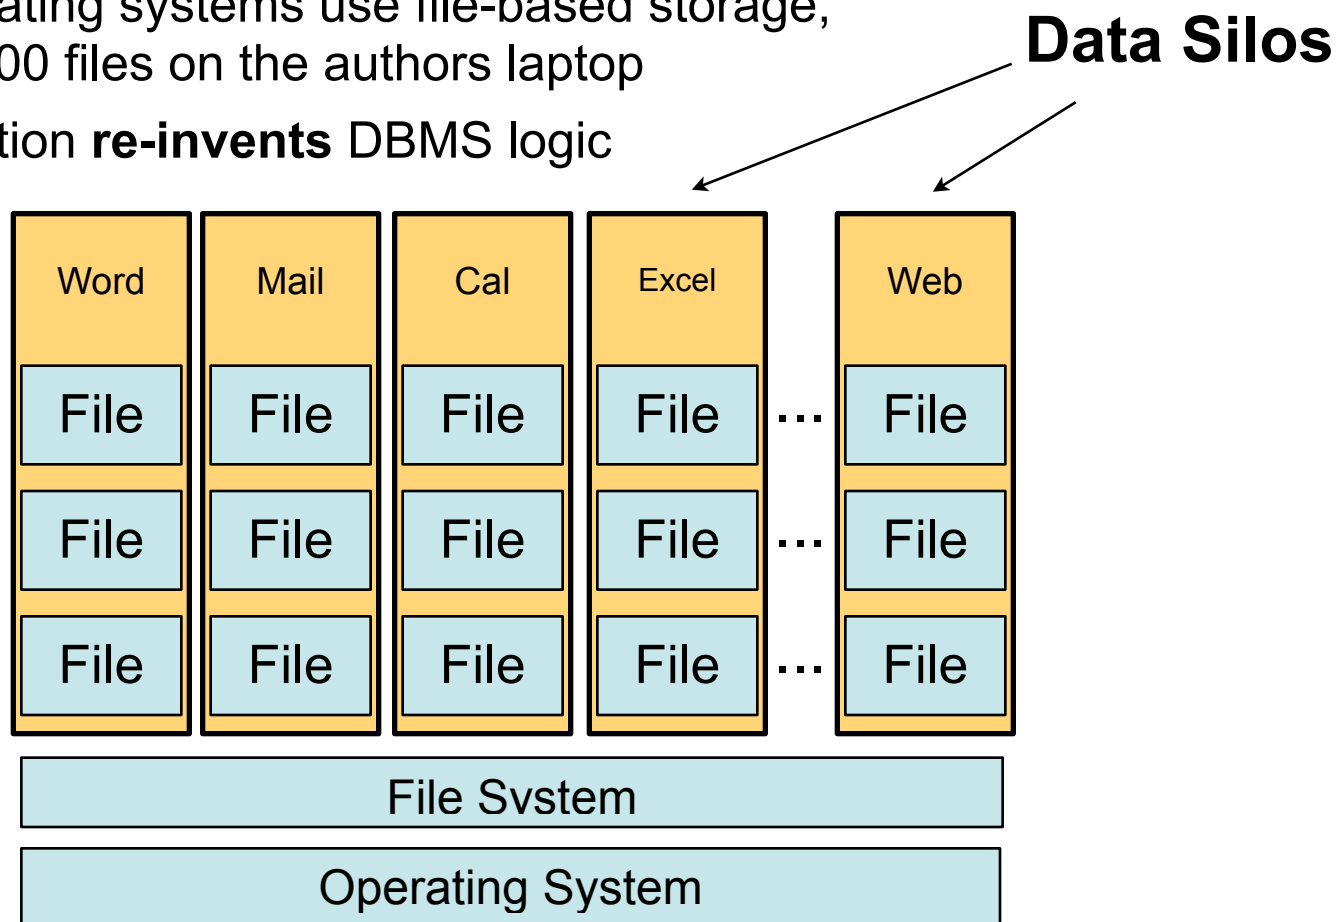 ating systems use file-based storage,
00 files on the authors laptop
tion re-invents DBMS logic
Data Silos
Word Mail Cal Excel Web
File File File File ... File
File File File File ... File
File File File File ... File
File System
Operating System